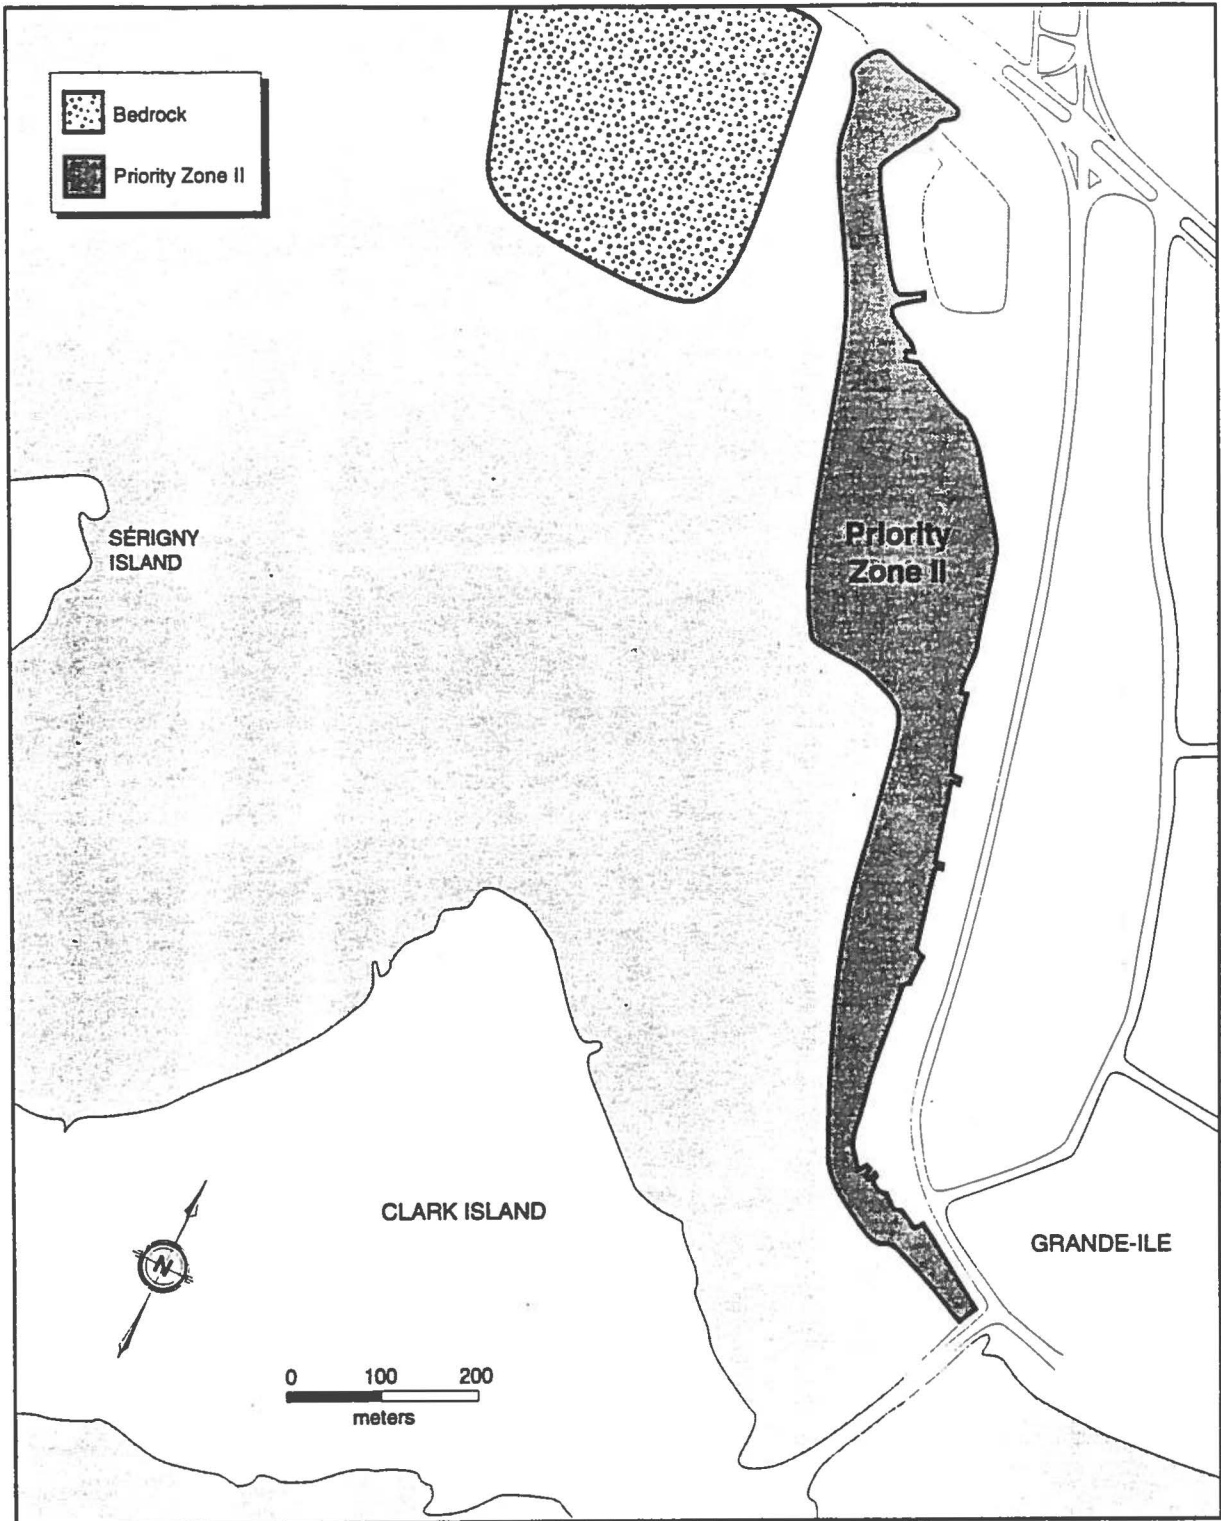 Bedrock
Priority Zone II
SÉRIGNY
ISLAND
Priority
Zone II
CLARK ISLAND
GRANDE-ILE
N
0 100 200
meters